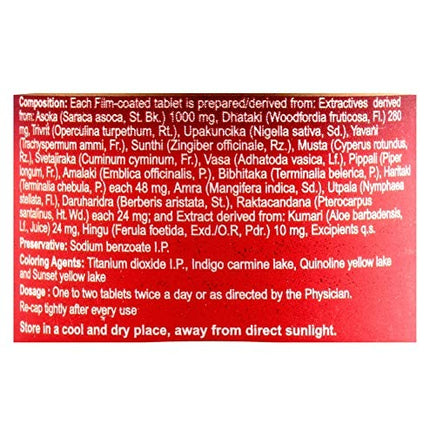 Composition: Each Film-coated tablet is prepared/derived from: Extractives derived
from: Asoka (Saraca asoca, St. Bk.) 1000 mg, Dhataki (Woodfordia fruticosa, Fl.) 280
mg, Trivrit (Operculina turpethum, Rt.), Upakuncika (Nigella sativa, Sd.), Yavani
(Trachyspermum ammi, Fr.), Sunthi (Zingiber officinale, Rz.), Musta (Cyperus rotundus,
Rz.), Svetajiraka (Cuminum cyminum, Fr.), Vasa (Adhatoda vasica, Lf.), Pippali (Piper
longum, Fr.), Amalaki (Emblica officinalis, P.), Bibhitaka (Terminalia belerica, P.), Haritaki
(Terminalia chebula, P.) each 48 mg, Amra (Mangifera indica, Sd.), Utpala (Nymphaea
stellata, Fl.), Daruharidra (Berberis aristata, St.), Raktacandana (Pterocarpus
santalinus, Ht. Wd.) each 24 mg; and Extract derived from: Kumari (Aloe barbadensis,
Lf., Juice) 24 mg; Hingu (Ferula foetida, Exd./O.R, Pdr.) 10 mg, Excipients q.s.
Preservative: Sodium benzoate I.P.
Coloring Agents: Titanium dioxide I.P., Indigo carmine lake, Quinoline yellow lake
and Sunset yellow lake
Dosage : One to two tablets twice a day or as directed by the Physician.
Re-cap tightly after every use
Store in a cool and dry place, away from direct sunlight.